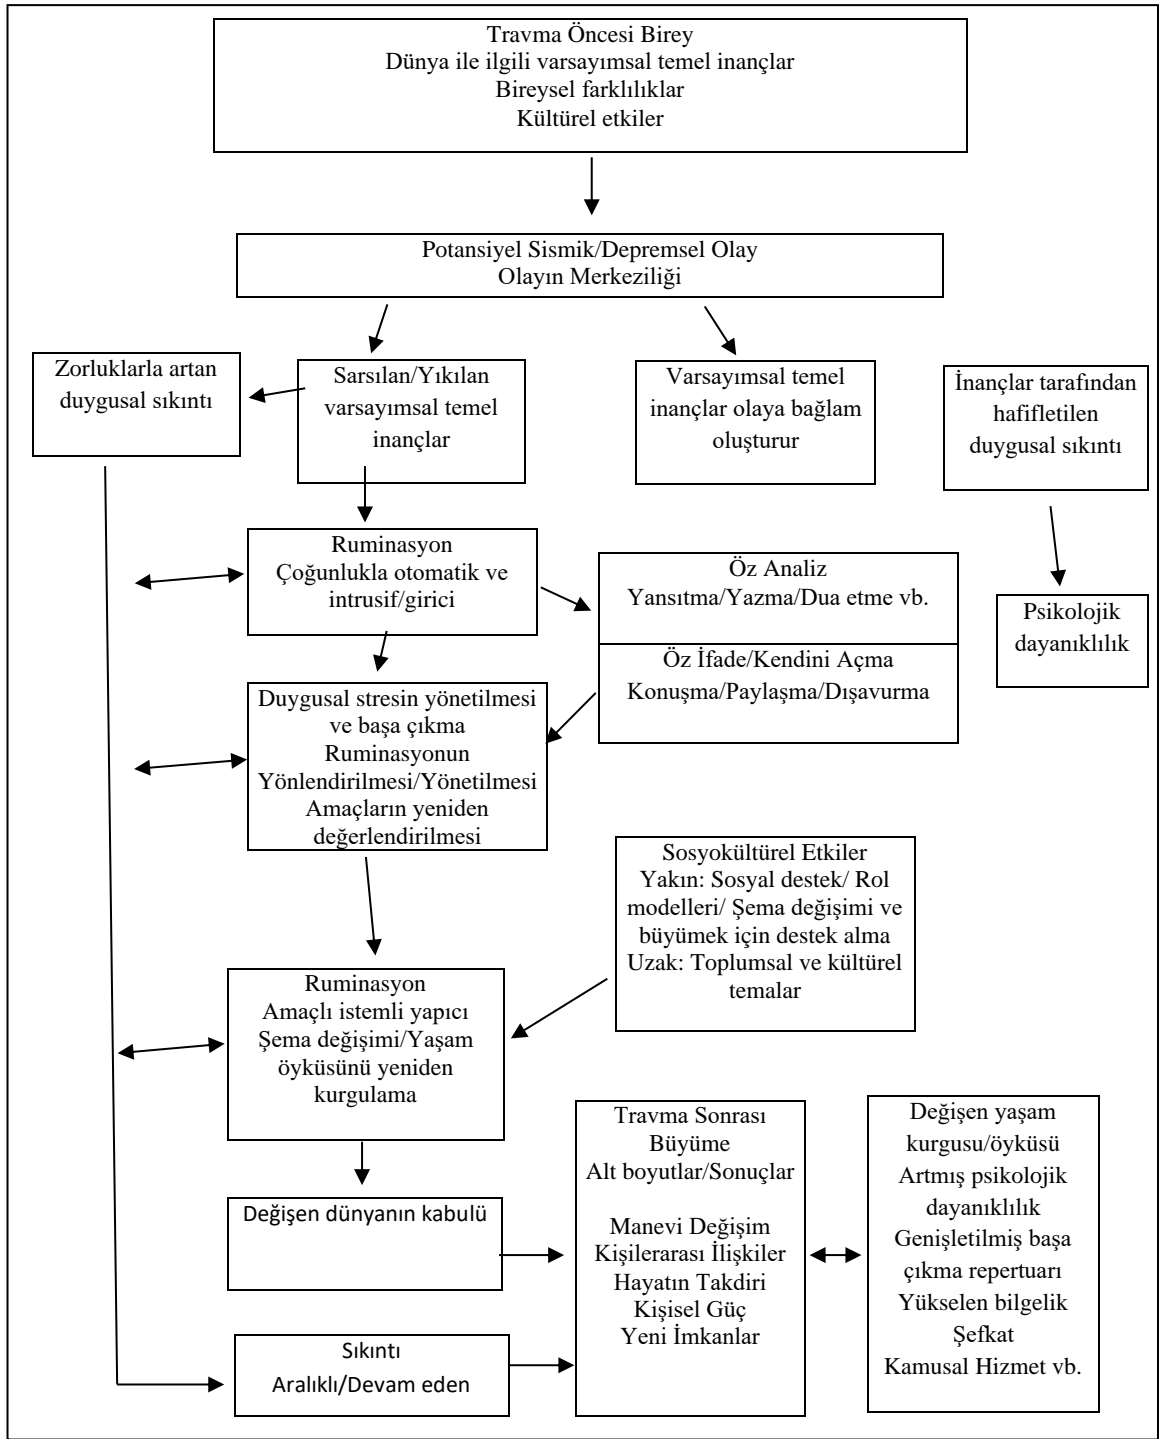 Travma Öncesi Birey
Dünya ile ilgili varsayımsal temel inançlar
Bireysel farklılıklar
Kültürel etkiler
Potansiyel Sismik/Depremsel Olay
Olayın Merkeziliği
Zorluklarla artan
duygusal sıkıntı
Sarsılan/Yıkılan
varsayımsal temel
inançlar
Varsayımsal temel
inançlar olaya bağlam
oluşturur
İnançlar tarafından
hafifletilen
duygusal sıkıntı
Ruminasyon
Çoğunlukla otomatik ve
intrusif/girici
Öz Analiz
Yansıtma/Yazma/Dua etme vb.
Öz İfade/Kendini Açma
Konuşma/Paylaşma/Dışavurma
Psikolojik
dayanıklılık
Duygusal stresin yönetilmesi
ve başa çıkma
Ruminasyonun
Yönlendirilmesi/Yönetilmesi
Amaçların yeniden
değerlendirilmesi
Sosyokültürel Etkiler
Yakın: Sosyal destek/ Rol
modelleri/ Şema değişimi ve
büyümek için destek alma
Uzak: Toplumsal ve kültürel
temalar
Ruminasyon
Amaçlı istemli yapıcı
Şema değişimi/Yaşam
öyküsünü yeniden
kurgulama
Değişen dünyanın kabulü
Sıkıntı
Aralıklı/Devam eden
Travma Sonrası
Büyüme
Alt boyutlar/Sonuçlar
Manevi Değişim
Kişilerarası İlişkiler
Hayatın Takdiri
Kişisel Güç
Yeni İmkanlar
Değişen yaşam
kurgusu/öyküsü
Artmış psikolojik
dayanıklılık
Genişletilmiş başa
çıkma repertuarı
Yükselen bilgelik
Şefkat
Kamusal Hizmet vb.